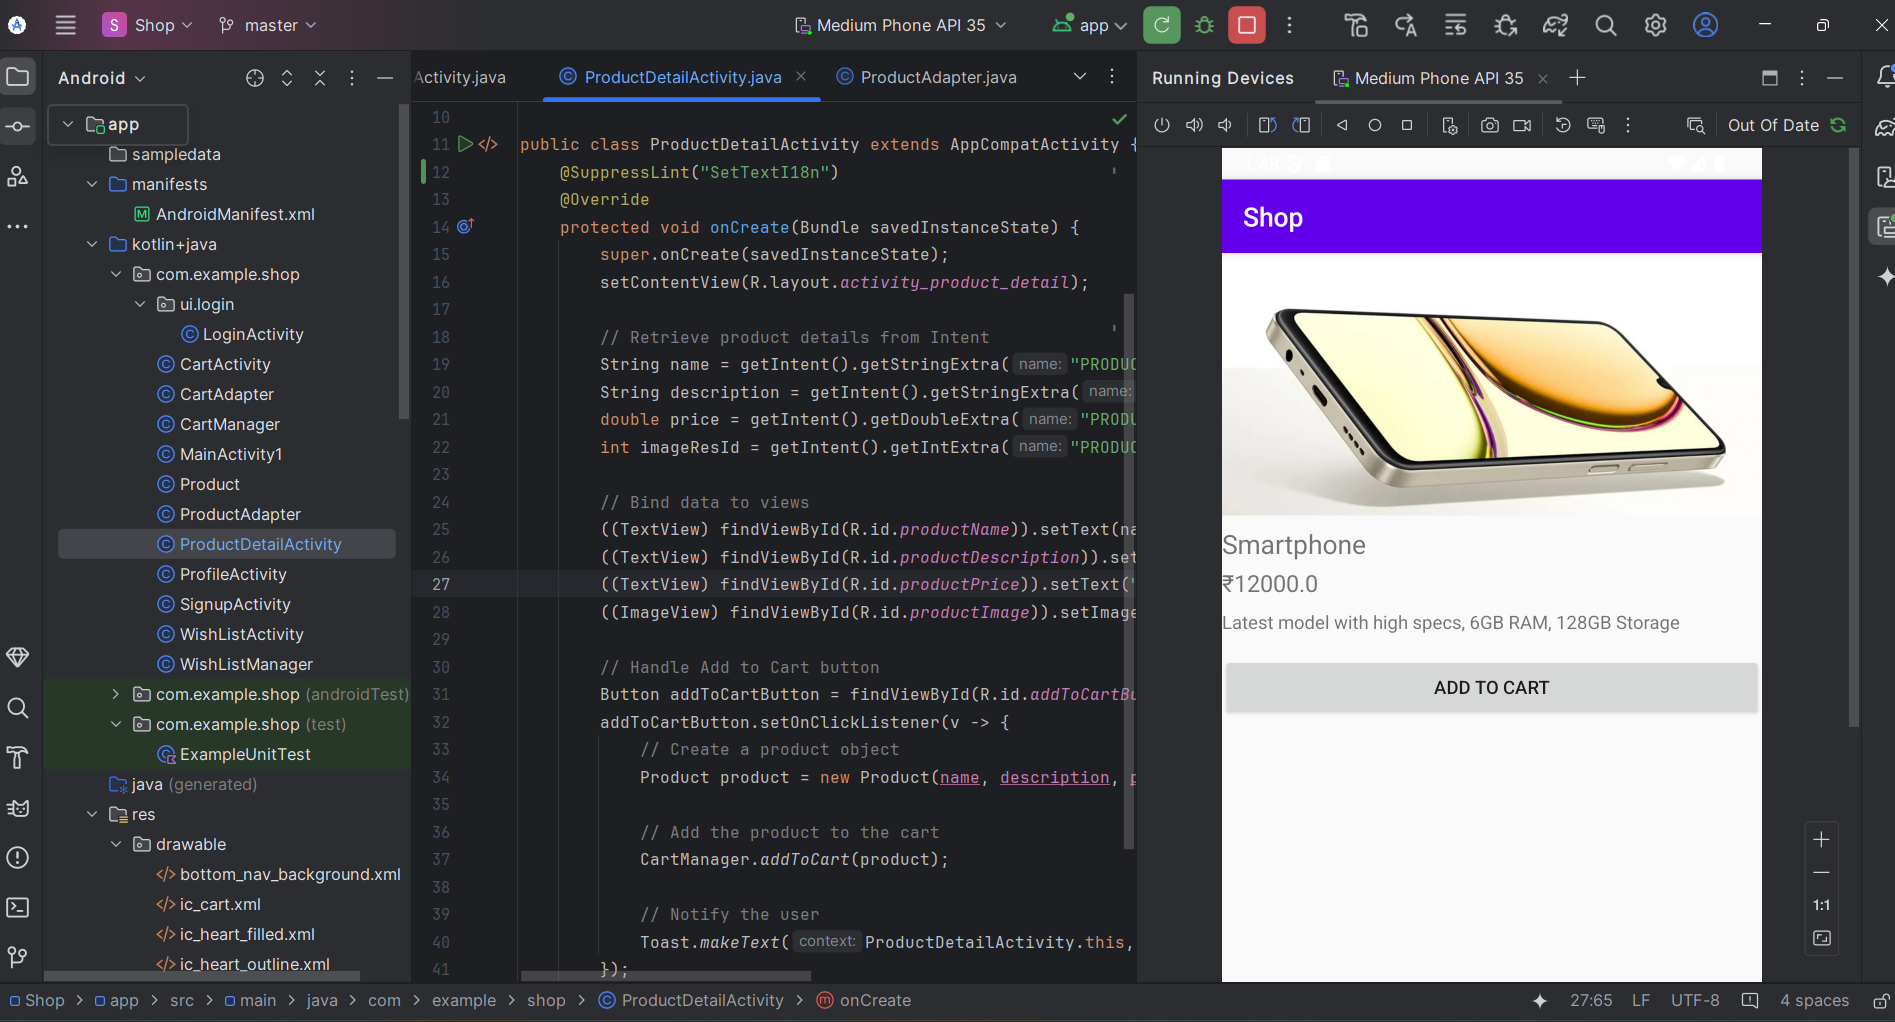 S Shop master Medium Phone API 35 app
Android
Activity.java ProductDetailActivity.java ProductAdapter.java
Running Devices Medium Phone API 35
Out Of Date
app
sampledata
manifests
AndroidManifest.xml
kotlin+java
com.example.shop
ui.login
LoginActivity
CartActivity
CartAdapter
CartManager
MainActivity1
Product
ProductAdapter
ProductDetailActivity
ProfileActivity
SignupActivity
WishListActivity
WishListManager
com.example.shop (androidTest)
com.example.shop (test)
ExampleUnitTest
java (generated)
res
drawable
bottom_nav_background.xml
ic_cart.xml
ic_heart_filled.xml
ic_heart_outline.xml
10
11 public class ProductDetailActivity extends AppCompatActivity {
12 @SuppressLint("SetTextI18n")
13 @Override
14 protected void onCreate(Bundle savedInstanceState) {
15 super.onCreate(savedInstanceState);
16 setContentView(R.layout.activity_product_detail);
17
18 // Retrieve product details from Intent
19 String name = getIntent().getStringExtra( name: "PRODUC
20 String description = getIntent().getStringExtra( name:
21 double price = getIntent().getDoubleExtra( name: "PRODU
22 int imageResId = getIntent().getIntExtra( name: "PRODUC
23
24 // Bind data to views
25 ((TextView) findViewById(R.id.productName)).setText(na
26 ((TextView) findViewById(R.id.productDescription)).set
27 ((TextView) findViewById(R.id.productPrice)).setText("
28 ((ImageView) findViewById(R.id.productImage)).setImage
29
30 // Handle Add to Cart button
31 Button addToCartButton = findViewById(R.id.addToCartBu
32 addToCartButton.setOnClickListener(v -> {
33 // Create a product object
34 Product product = new Product(name, description, p
35
36 // Add the product to the cart
37 CartManager.addToCart(product);
38
39 // Notify the user
40 Toast.makeText( context: ProductDetailActivity.this,
41 });
1:48
Shop
Smartphone
₹12000.0
Latest model with high specs, 6GB RAM, 128GB Storage
ADD TO CART
1:1
Shop > app > src > main > java > com > example > shop > ProductDetailActivity > onCreate
27:65 LF UTF-8 4 spaces